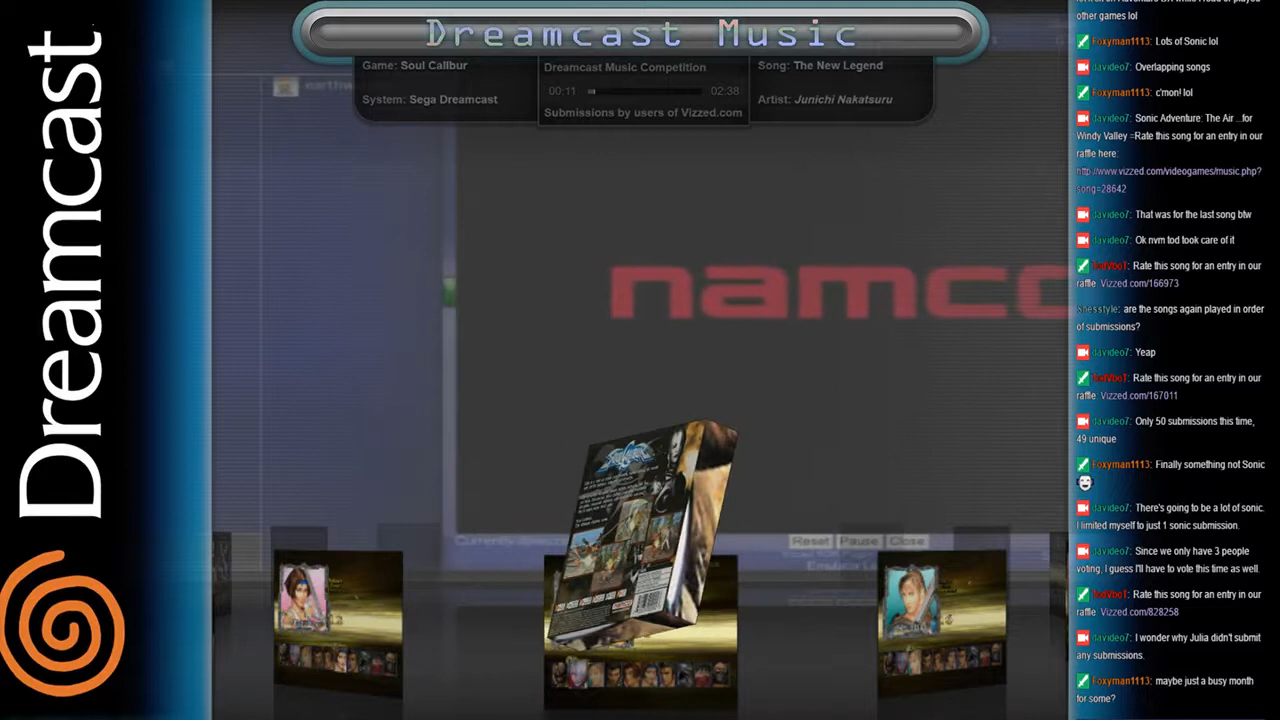 Dreamcast
Dreamcast Music
Game: Soul Calibur
System: Sega Dreamcast
Dreamcast Music Competition
00:11
02:38
Submissions by users of Vizzed.com
Song: The New Legend
Artist: Junichi Nakatsuru
namco
Reset Pause Close
other games lol
Foxyman1113: Lots of Sonic lol
davideo7: Overlapping songs
Foxyman1113: c'mon! lol
davideo7: Sonic Adventure: The Air ...for
Windy Valley =Rate this song for an entry in our
raffle here:
http://www.vizzed.com/videogames/music.php?
song=28642
davideo7: That was for the last song btw
davideo7: Ok nvm tod took care of it
TodVboT: Rate this song for an entry in our
raffle: Vizzed.com/166973
Shesstyle: are the songs again played in order
of submissions?
davideo7: Yeap
TodVboT: Rate this song for an entry in our
raffle: Vizzed.com/167011
davideo7: Only 50 submissions this time,
49 unique
Foxyman1113: Finally something not Sonic
davideo7: There's going to be a lot of sonic.
I limited myself to just 1 sonic submission.
davideo7: Since we only have 3 people
voting, I guess I'll have to vote this time as well.
TodVboT: Rate this song for an entry in our
raffle: Vizzed.com/828258
davideo7: I wonder why Julia didn't submit
any submissions.
Foxyman1113: maybe just a busy month
for some?